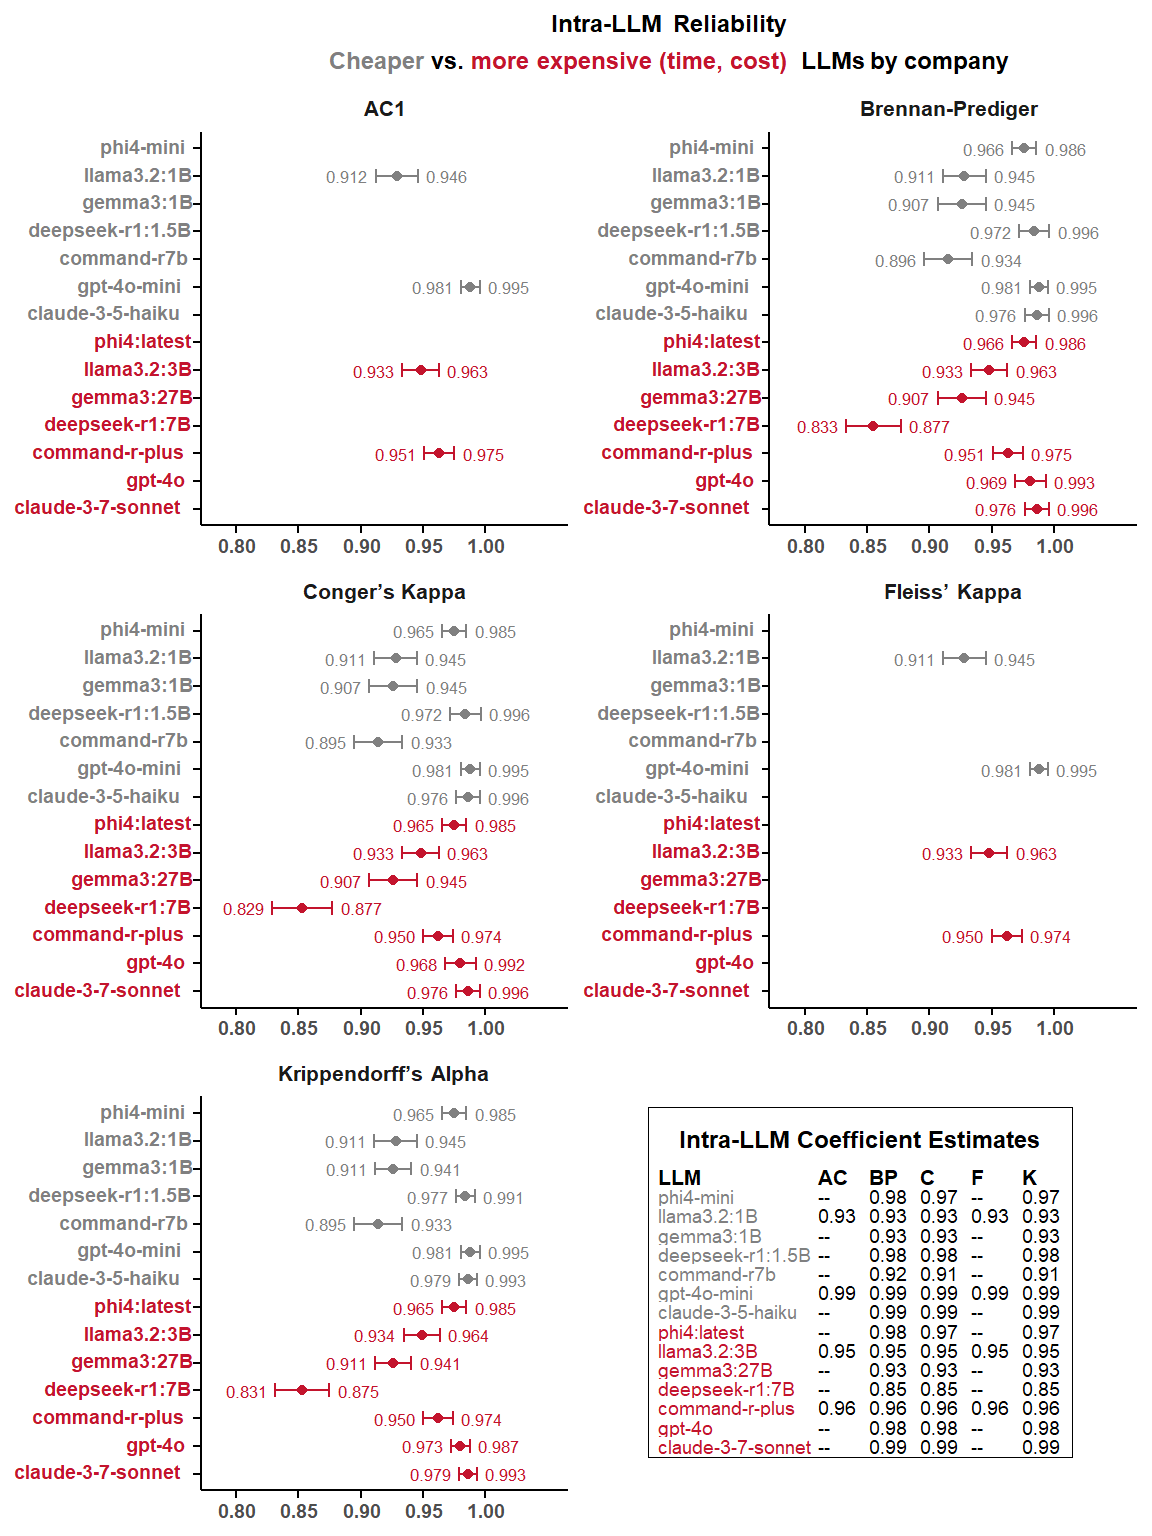 Intra-LLM Reliability
Cheaper vs. more expensive (time, cost) LLMs by company
AC1
phi4-mini
llama3.2:1B 0.912 0.946
gemma3:1B
deepseek-r1:1.5B
command-r7b
gpt-4o-mini 0.981 0.995
claude-3-5-haiku
phi4:latest
llama3.2:3B 0.933 0.963
gemma3:27B
deepseek-r1:7B
command-r-plus 0.951 0.975
gpt-4o
claude-3-7-sonnet
0.80 0.85 0.90 0.95 1.00
Brennan-Prediger
phi4-mini 0.966 0.986
llama3.2:1B 0.911 0.945
gemma3:1B 0.907 0.945
deepseek-r1:1.5B 0.972 0.996
command-r7b 0.896 0.934
gpt-4o-mini 0.981 0.995
claude-3-5-haiku 0.976 0.996
phi4:latest 0.966 0.986
llama3.2:3B 0.933 0.963
gemma3:27B 0.907 0.945
deepseek-r1:7B 0.833 0.877
command-r-plus 0.951 0.975
gpt-4o 0.969 0.993
claude-3-7-sonnet 0.976 0.996
0.80 0.85 0.90 0.95 1.00
Conger’s Kappa
phi4-mini 0.965 0.985
llama3.2:1B 0.911 0.945
gemma3:1B 0.907 0.945
deepseek-r1:1.5B 0.972 0.996
command-r7b 0.895 0.933
gpt-4o-mini 0.981 0.995
claude-3-5-haiku 0.976 0.996
phi4:latest 0.965 0.985
llama3.2:3B 0.933 0.963
gemma3:27B 0.907 0.945
deepseek-r1:7B 0.829 0.877
command-r-plus 0.950 0.974
gpt-4o 0.968 0.992
claude-3-7-sonnet 0.976 0.996
0.80 0.85 0.90 0.95 1.00
Fleiss’ Kappa
phi4-mini
llama3.2:1B 0.911 0.945
gemma3:1B
deepseek-r1:1.5B
command-r7b
gpt-4o-mini 0.981 0.995
claude-3-5-haiku
phi4:latest
llama3.2:3B 0.933 0.963
gemma3:27B
deepseek-r1:7B
command-r-plus 0.950 0.974
gpt-4o
claude-3-7-sonnet
0.80 0.85 0.90 0.95 1.00
Krippendorff’s Alpha
phi4-mini 0.965 0.985
llama3.2:1B 0.911 0.945
gemma3:1B 0.911 0.941
deepseek-r1:1.5B 0.977 0.991
command-r7b 0.895 0.933
gpt-4o-mini 0.981 0.995
claude-3-5-haiku 0.979 0.993
phi4:latest 0.965 0.985
llama3.2:3B 0.934 0.964
gemma3:27B 0.911 0.941
deepseek-r1:7B 0.831 0.875
command-r-plus 0.950 0.974
gpt-4o 0.973 0.987
claude-3-7-sonnet 0.979 0.993
0.80 0.85 0.90 0.95 1.00
Intra-LLM Coefficient Estimates
LLM AC BP C F K
phi4-mini -- 0.98 0.97 -- 0.97
llama3.2:1B 0.93 0.93 0.93 0.93 0.93
gemma3:1B -- 0.93 0.93 -- 0.93
deepseek-r1:1.5B -- 0.98 0.98 -- 0.98
command-r7b -- 0.92 0.91 -- 0.91
gpt-4o-mini 0.99 0.99 0.99 0.99 0.99
claude-3-5-haiku -- 0.99 0.99 -- 0.99
phi4:latest -- 0.98 0.97 -- 0.97
llama3.2:3B 0.95 0.95 0.95 0.95 0.95
gemma3:27B -- 0.93 0.93 -- 0.93
deepseek-r1:7B -- 0.85 0.85 -- 0.85
command-r-plus 0.96 0.96 0.96 0.96 0.96
gpt-4o -- 0.98 0.98 -- 0.98
claude-3-7-sonnet -- 0.99 0.99 -- 0.99